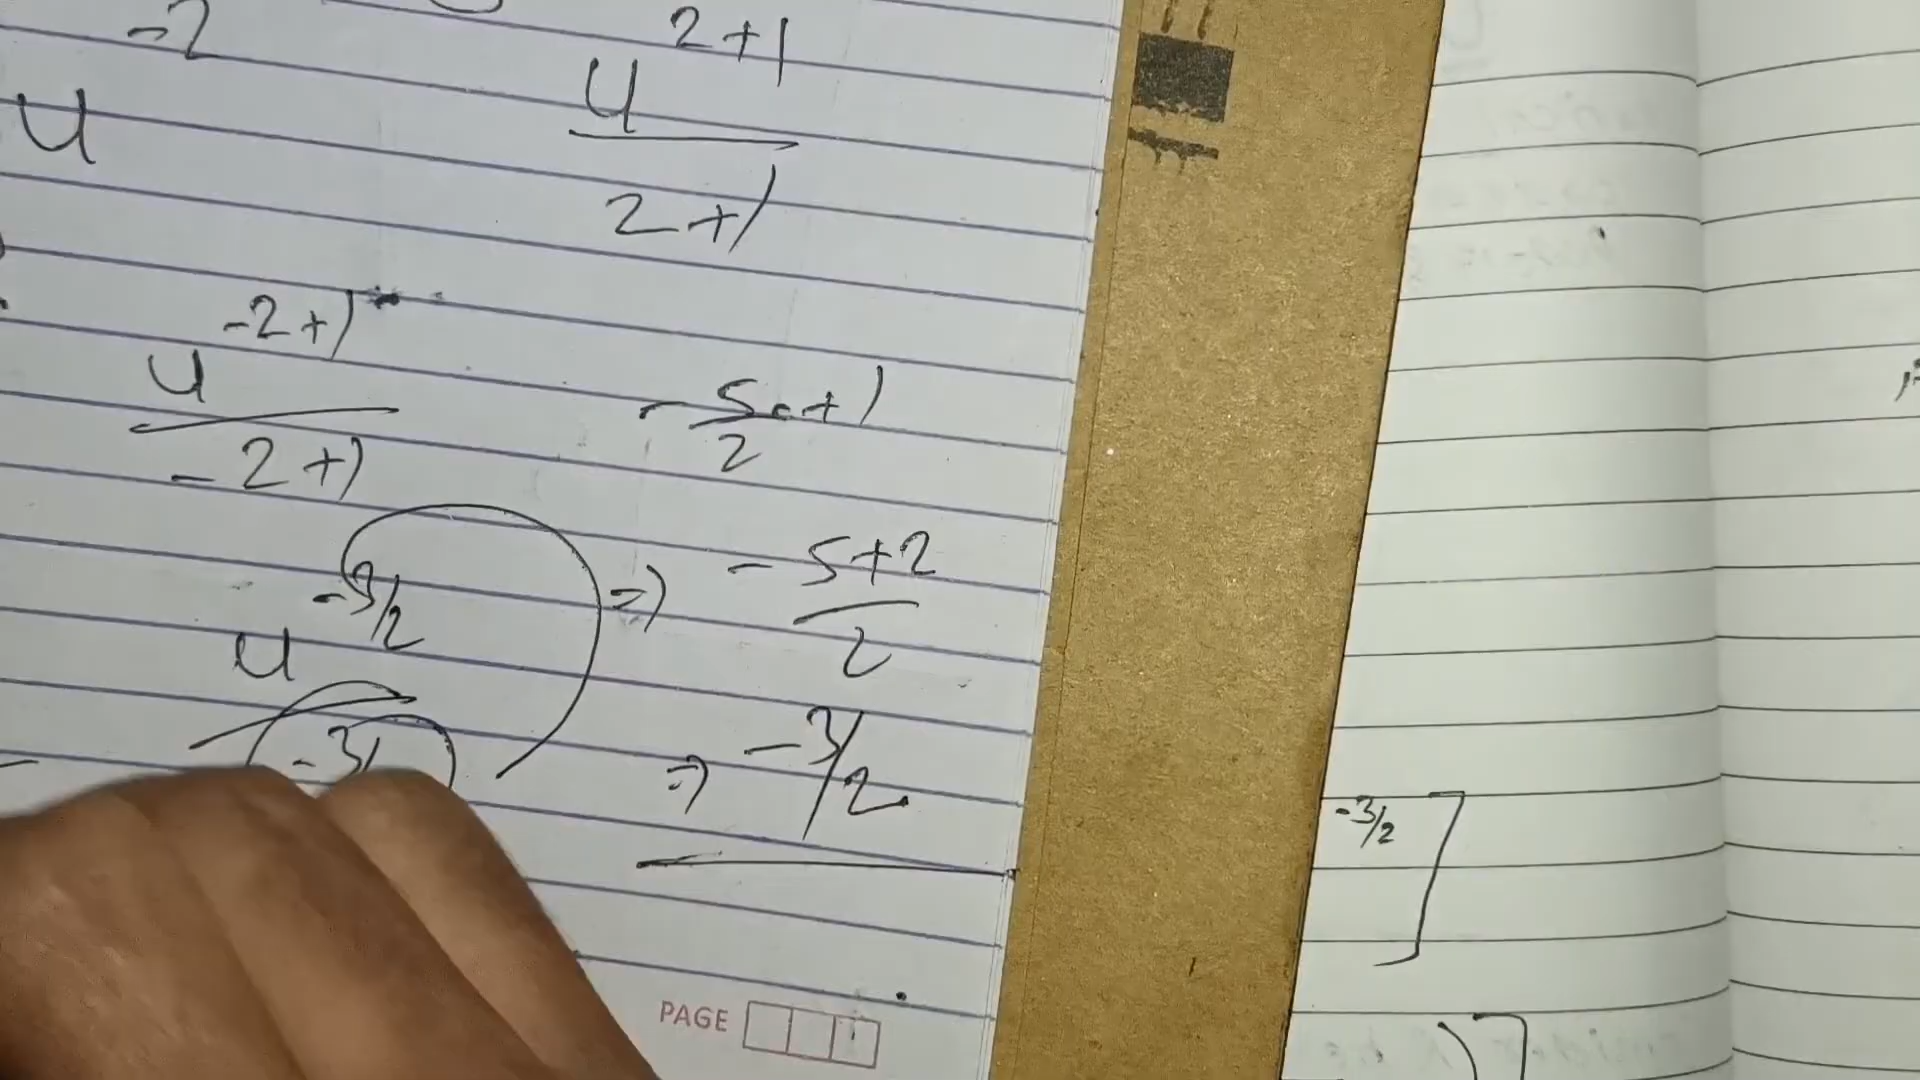 -2
u
u^2+1
2+1
u^-2+1
-2+1
-5/2+1
u^-3/2
-3/
=> -5+2
2
=> -3/2
-3/2 ]
PAGE